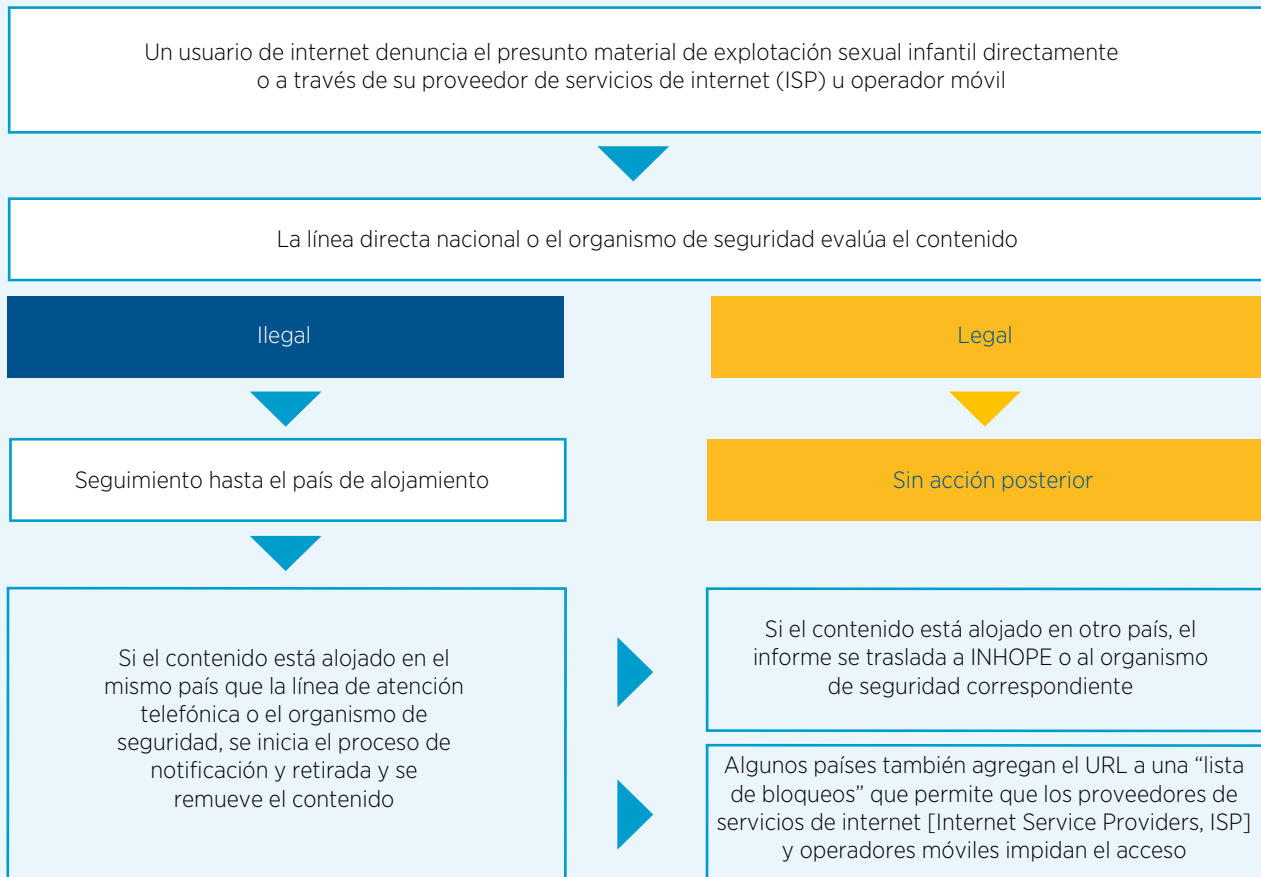 Un usuario de internet denuncia el presunto material de explotación sexual infantil directamente
o a través de su proveedor de servicios de internet (ISP) u operador móvil
La línea directa nacional o el organismo de seguridad evalúa el contenido
Ilegal
Legal
Seguimiento hasta el país de alojamiento
Sin acción posterior
Si el contenido está alojado en el
mismo país que la línea de atención
telefónica o el organismo de
seguridad, se inicia el proceso de
notificación y retirada y se
remueve el contenido
Si el contenido está alojado en otro país, el
informe se traslada a INHOPE o al organismo
de seguridad correspondiente
Algunos países también agregan el URL a una “lista
de bloqueos” que permite que los proveedores de
servicios de internet [Internet Service Providers, ISP]
y operadores móviles impidan el acceso